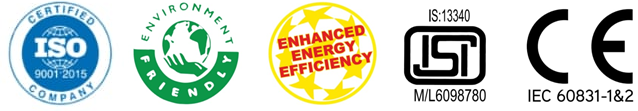 CERTIFIED
ISO
9001:2015
COMPANY
ENVIRONMENT
FRIENDLY
ENHANCED
ENERGY
EFFICIENCY
IS:13340
ISI
M/L6098780
CE
IEC 60831-1&2